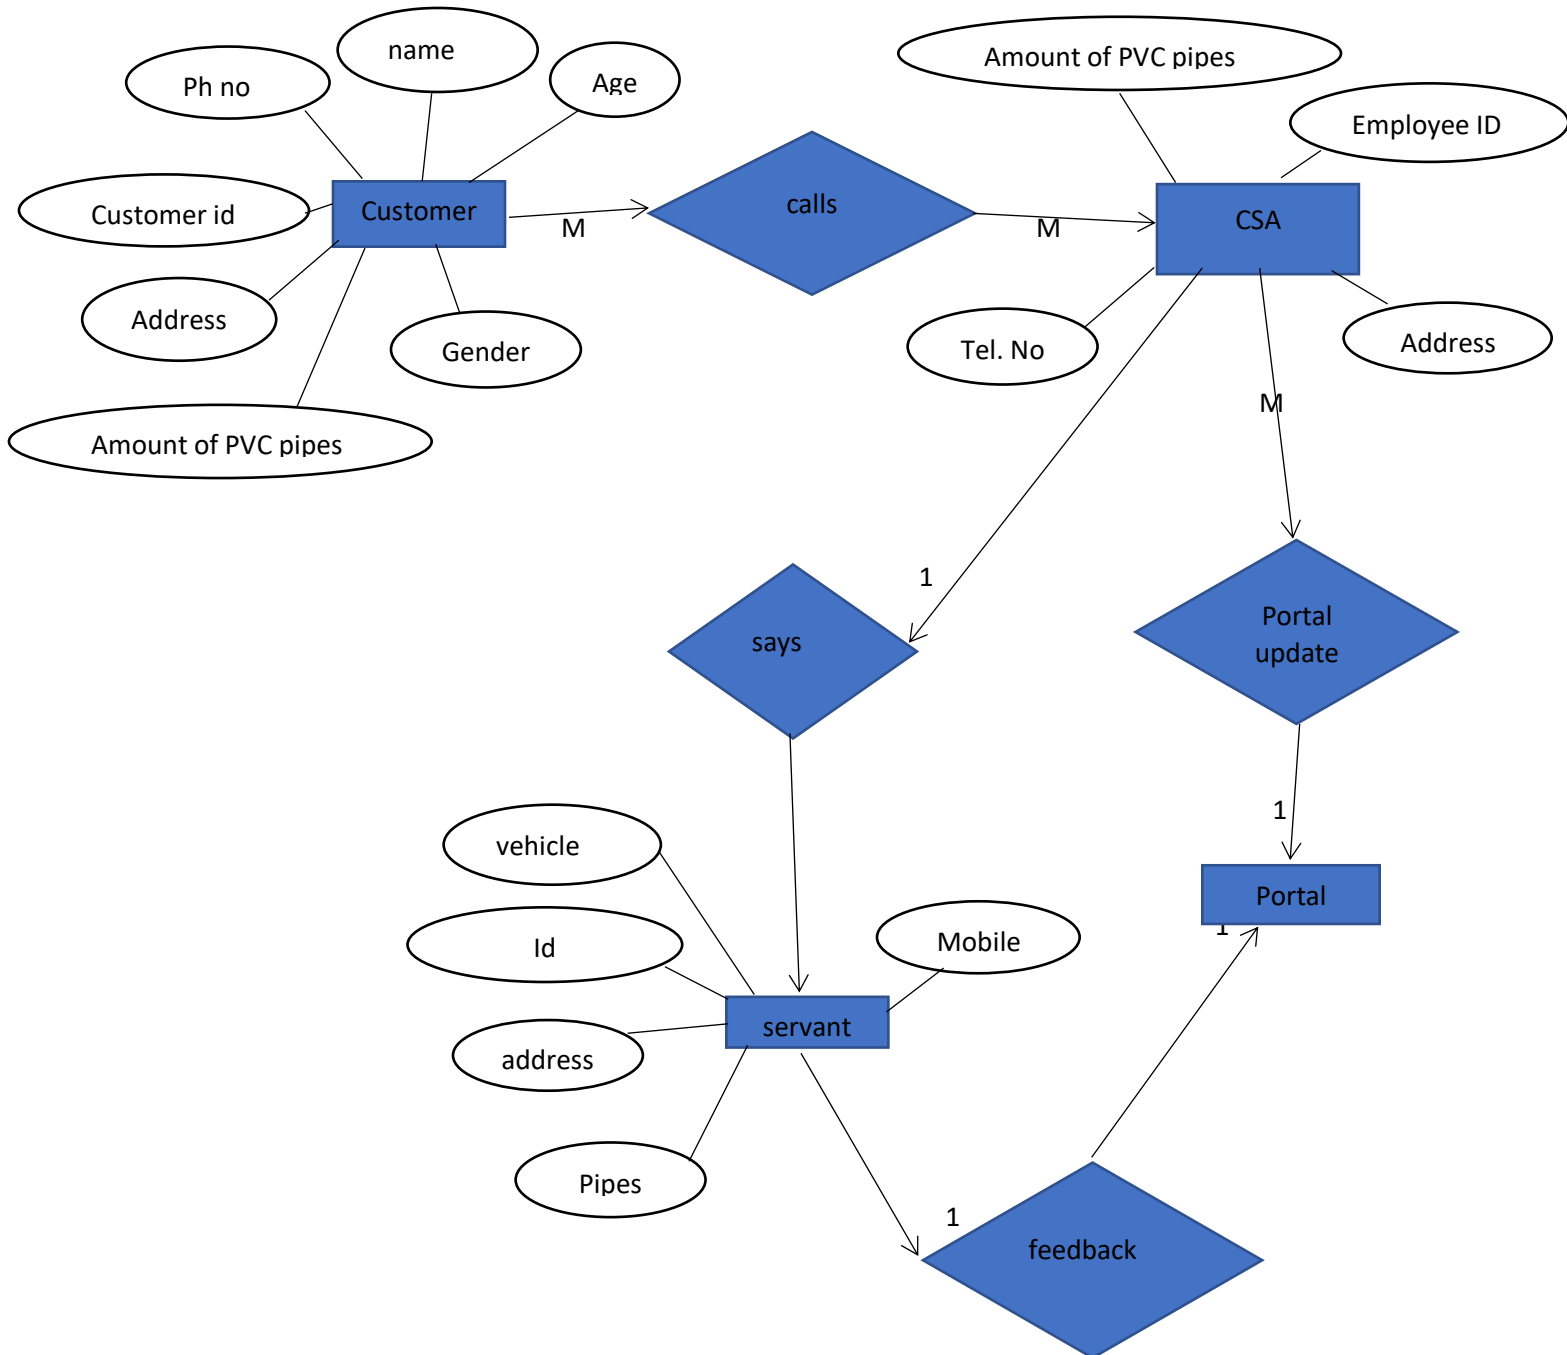 name
Amount of PVC pipes
Ph no
Age
Employee ID
Customer id
Customer
calls
CSA
M
M
Address
Gender
Tel. No
Address
M
Amount of PVC pipes
1
says
Portal
update
1
vehicle
Portal
1
Id
Mobile
servant
address
Pipes
1
feedback